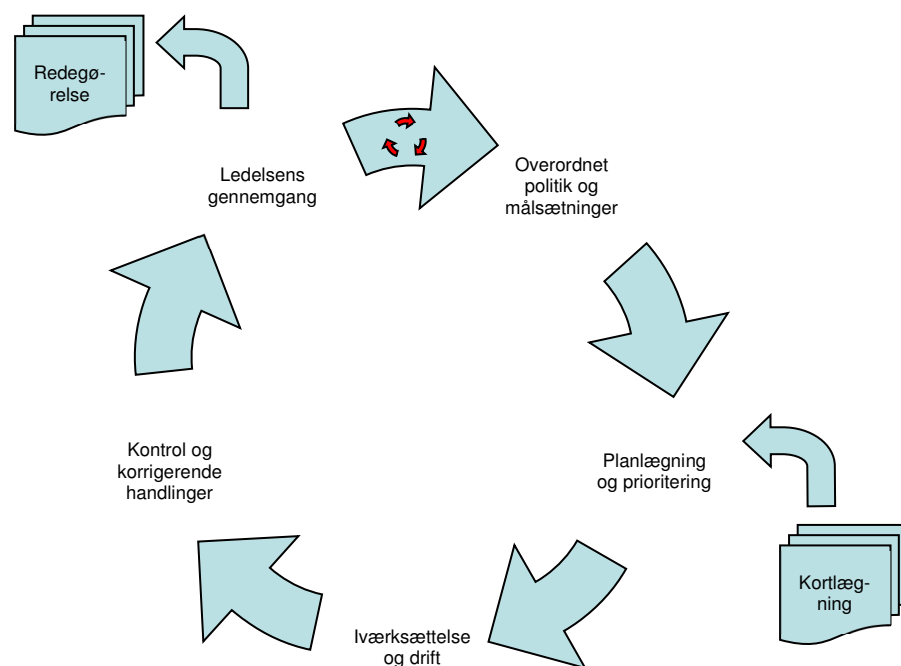 Redegø-
relse
Ledelsens
gennemgang
Overordnet
politik og
målsætninger
Planlægning
og prioritering
Kortlæg-
ning
Iværksættelse
og drift
Kontrol og
korrigerende
handlinger